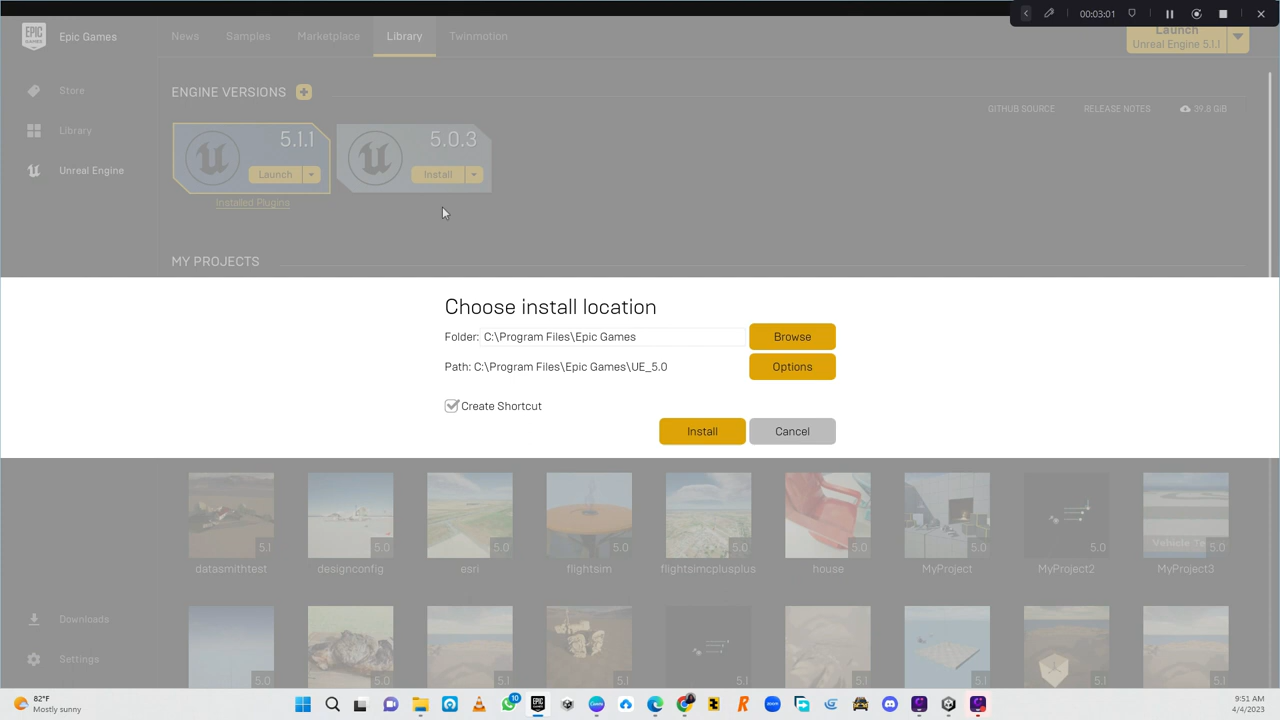 00:03:01
EPIC GAMES
Epic Games
News
Samples
Marketplace
Library
Twinmotion
Launch
Unreal Engine 5.1.1
Store
Library
Unreal Engine
ENGINE VERSIONS
GITHUB SOURCE
RELEASE NOTES
39.8 GiB
5.1.1
Launch
5.0.3
Install
Installed Plugins
MY PROJECTS
Choose install location
Folder: C:\Program Files\Epic Games
Browse
Path: C:\Program Files\Epic Games\UE_5.0
Options
Create Shortcut
Install
Cancel
5.1
5.0
5.0
5.0
5.0
5.0
5.0
5.0
Vehicle Te
5.0
datasmithtest
designconfig
esri
flightsim
flightsimcplusplus
house
MyProject
MyProject2
MyProject3
5.0
5.1
5.1
5.1
5.1
5.1
5.1
5.1
5.1
Downloads
Settings
82°F
Mostly sunny
10
9:51 AM
4/4/2023